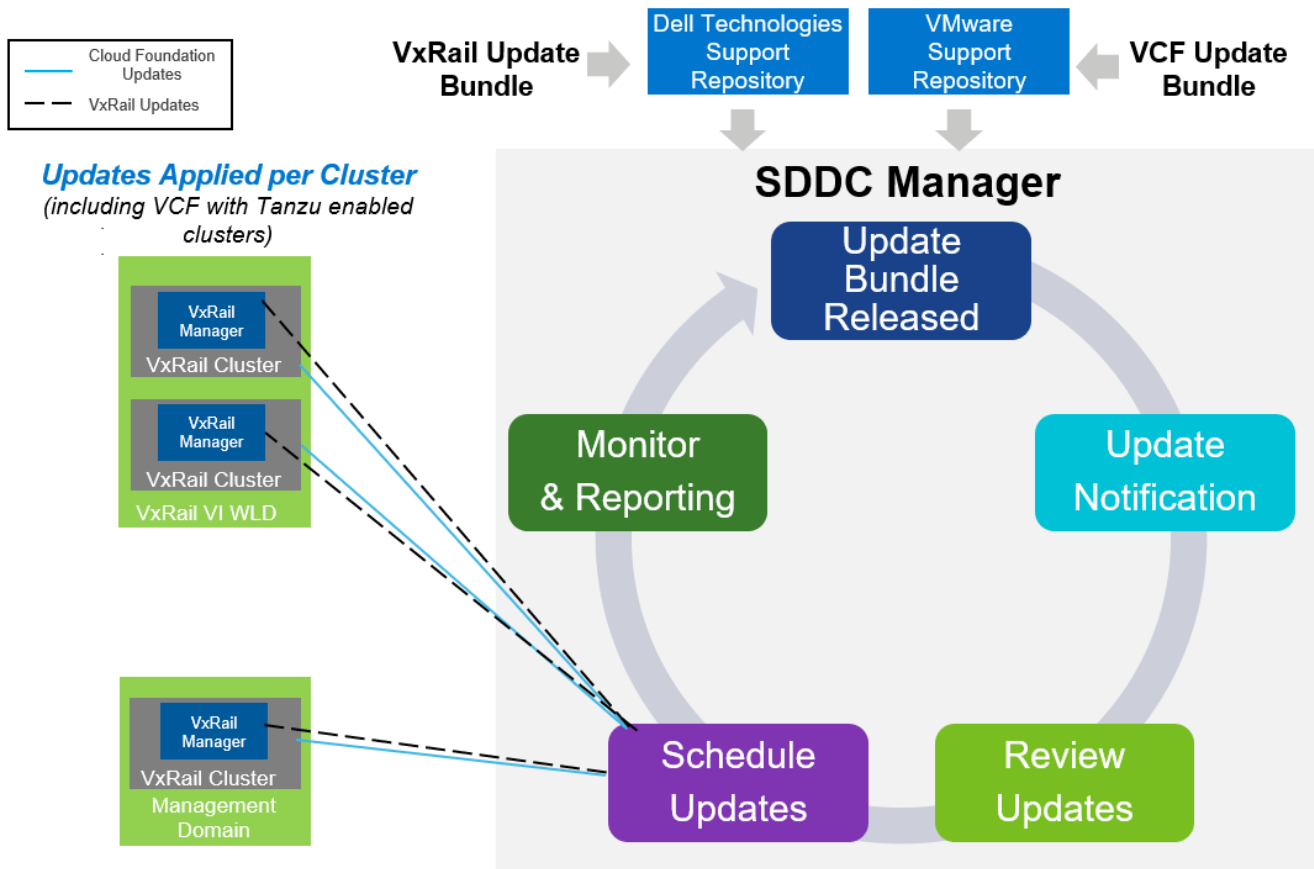 Cloud Foundation
Updates
VxRail Updates
VxRail Update
Bundle
Dell Technologies
Support
Repository
VMware
Support
Repository
VCF Update
Bundle
Updates Applied per Cluster
(including VCF with Tanzu enabled
clusters)
VxRail
Manager
VxRail Cluster
VxRail
Manager
VxRail Cluster
VxRail VI WLD
VxRail
Manager
VxRail Cluster
Management
Domain
SDDC Manager
Update
Bundle
Released
Update
Notification
Review
Updates
Schedule
Updates
Monitor
& Reporting